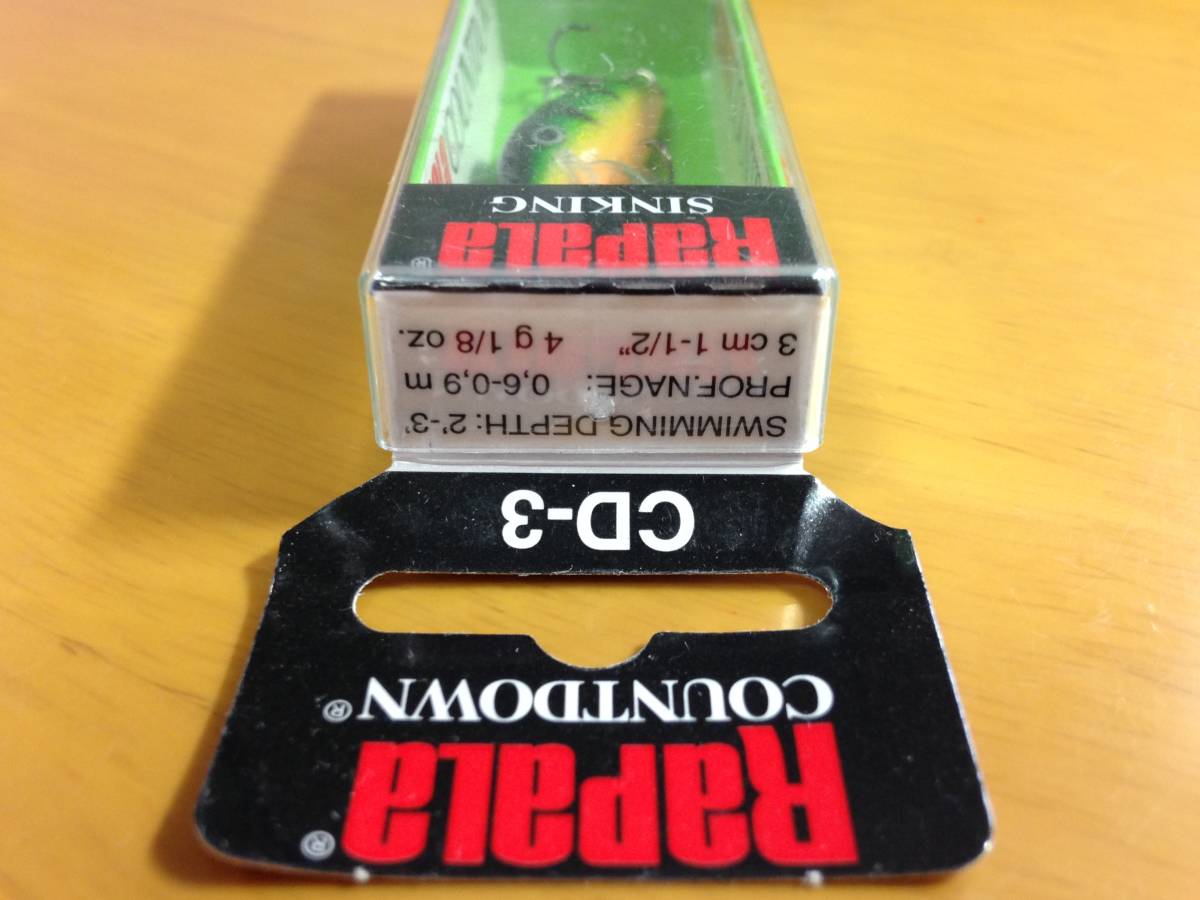 RAPALA®
COUNTDOWN®
CD-3
SWIMMING DEPTH: 2'-3'
PROF.NAGE: 0,6-0,9 m
3 cm 1-1/2” 4 g 1/8 oz.
RAPALA®
SINKING